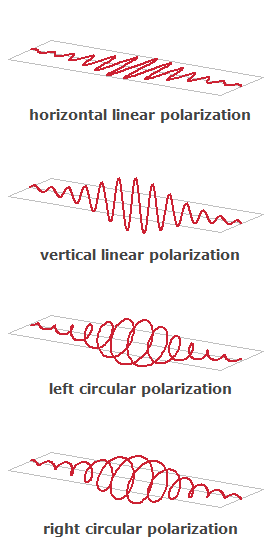 horizontal linear polarization
vertical linear polarization
left circular polarization
right circular polarization